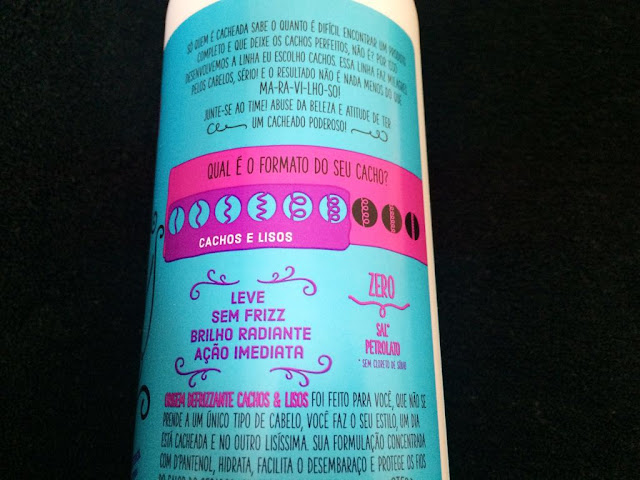 SÓ QUEM É CACHEADA SABE O QUANTO É DIFÍCIL ENCONTRAR UM PRODUTO
COMPLETO E QUE DEIXE OS CACHOS PERFEITOS, NÃO É? POR ISSO
DESENVOLVEMOS A LINHA EU ESCOLHO CACHOS. ESSA LINHA FAZ MILAGRES
PELOS CABELOS, SÉRIO! E O RESULTADO NÃO É NADA MENOS DO QUE
MA-RA-VI-LHO-SO!
JUNTE-SE AO TIME! ABUSE DA BELEZA E ATITUDE DE TER
UM CACHEADO PODEROSO!
QUAL É O FORMATO DO SEU CACHO?
CACHOS E LISOS
LEVE
SEM FRIZZ
BRILHO RADIANTE
AÇÃO IMEDIATA
ZERO
SAL*
PETROLATO
* SEM CLORETO DE SÓDIO
DEFRIZZANTE CACHOS & LISOS FOI FEITO PARA VOCÊ, QUE NÃO SE
PRENDE A UM ÚNICO TIPO DE CABELO, VOCÊ FAZ O SEU ESTILO, UM DIA
ESTÁ CACHEADA E NO OUTRO LISÍSSIMA. SUA FORMULAÇÃO CONCENTRADA
COM D'PANTENOL, HIDRATA, FACILITA O DESEMBARAÇO E PROTEGE OS FIOS